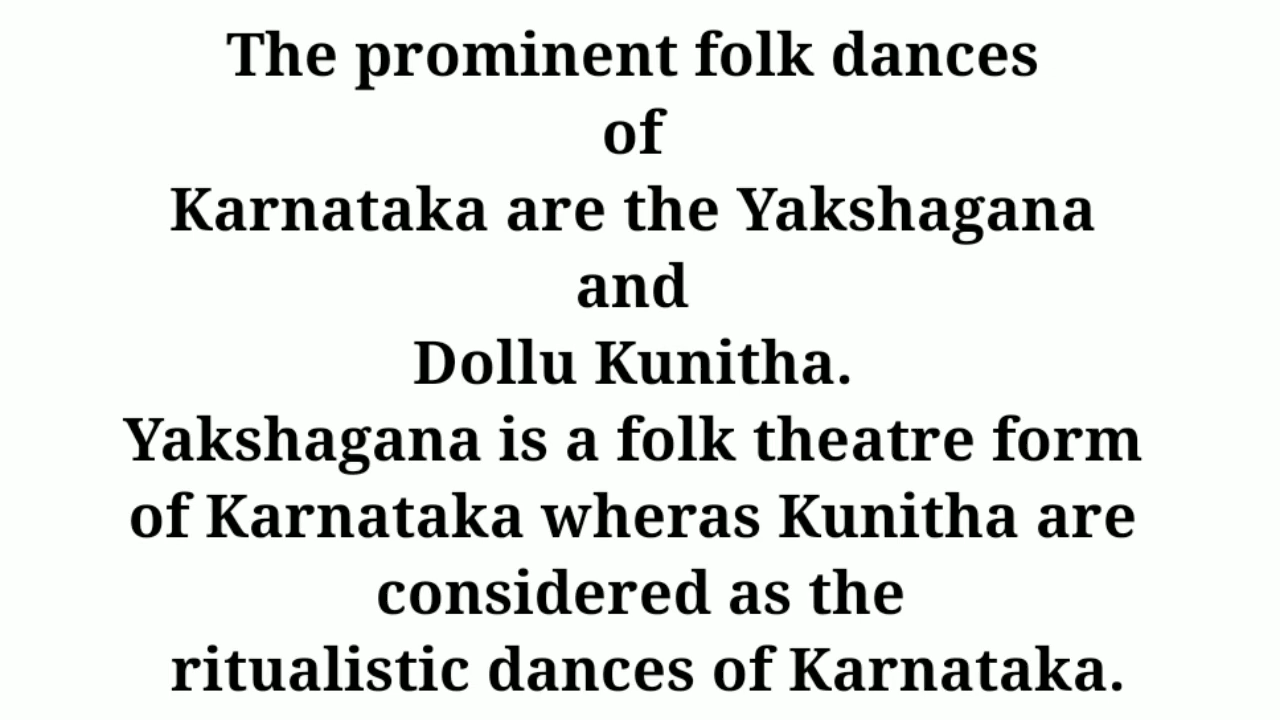 The prominent folk dances
of
Karnataka are the Yakshagana
and
Dollu Kunitha.
Yakshagana is a folk theatre form
of Karnataka wheras Kunitha are
considered as the
ritualistic dances of Karnataka.